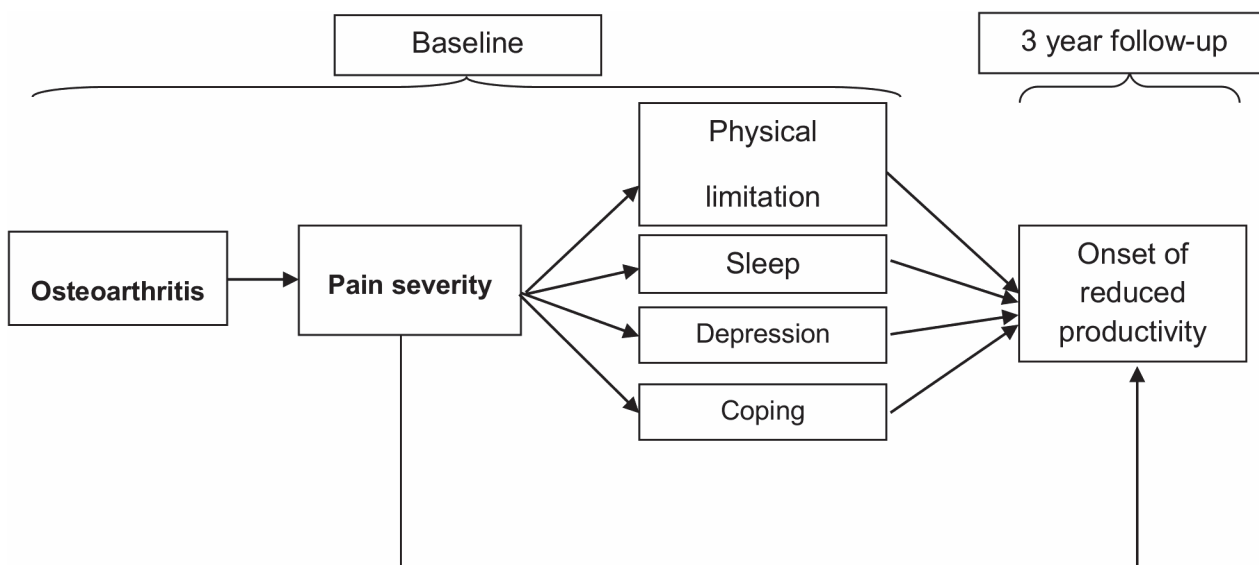 Baseline
3 year follow-up
Physical
limitation
Osteoarthritis
Pain severity
Sleep
Depression
Coping
Onset of
reduced
productivity